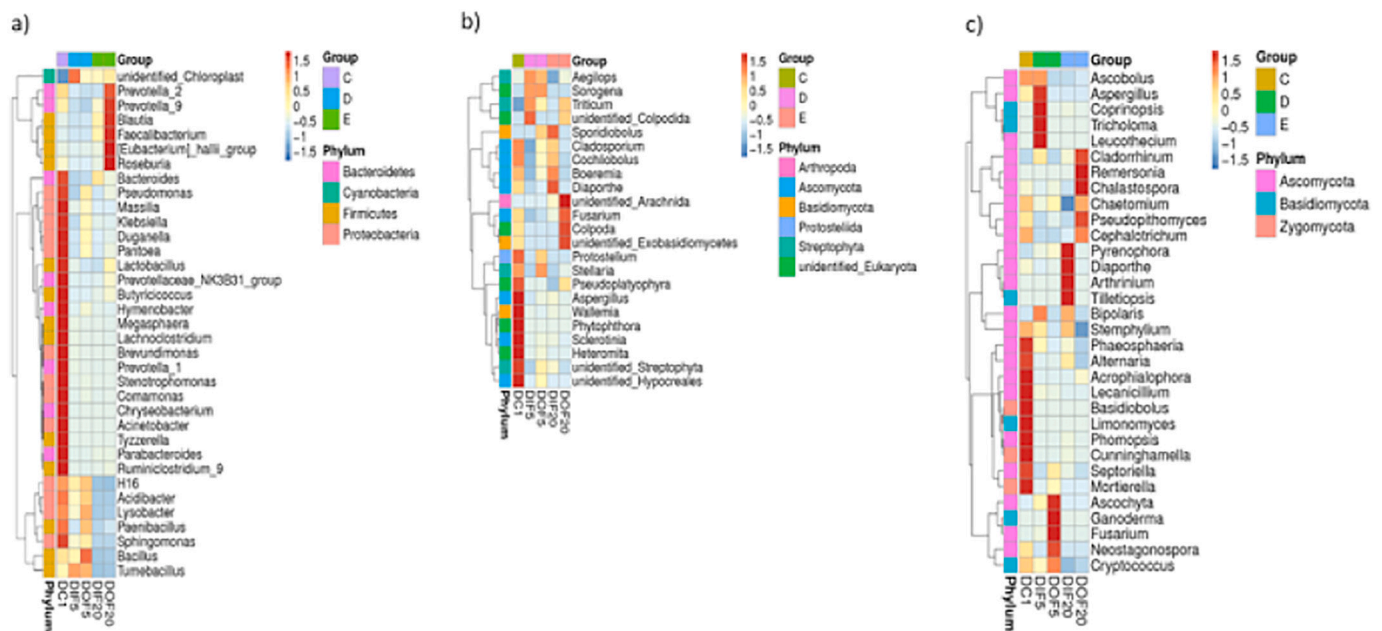 a)
Group
unidentified_Chloroplast
Prevotella_2
Prevotella_9
Blautia
Faecalibacterium
[Eubacterium]_hallii_group
Roseburia
Bacteroides
Pseudomonas
Massilia
Klebsiella
Duganella
Pantoea
Lactobacillus
Prevotellaceae_NK3B31_group
Butyricicoccus
Hymenobacter
Megasphaera
Lachnoclostridium
Brevundimonas
Prevotella_1
Stenotrophomonas
Comamonas
Chryseobacterium
Acinetobacter
Tyzzerella
Parabacteroides
Ruminiclostridium_9
H16
Acidibacter
Lysobacter
Paenibacillus
Sphingomonas
Bacillus
Tumebacillus
Phylum
DC1
DIF5
DOF5
DIF20
DOF20
1.5
1
0.5
0
−0.5
−1
−1.5
Group
C
D
E
Phylum
Bacteroidetes
Cyanobacteria
Firmicutes
Proteobacteria
b)
Group
Aegilops
Sorogena
Triticum
unidentified_Colpodida
Sporidiobolus
Cladosporium
Cochliobolus
Boeremia
Diaporthe
unidentified_Arachnida
Fusarium
Colpoda
unidentified_Exobasidiomycetes
Protostelium
Stellaria
Pseudoplatyophrya
Aspergillus
Wallemia
Phytophthora
Sclerotinia
Heteromita
unidentified_Streptophyta
unidentified_Hypocreales
Phylum
DC1
DIF5
DOF5
DIF20
DOF20
1.5
1
0.5
0
−0.5
−1
−1.5
Group
C
D
E
Phylum
Arthropoda
Ascomycota
Basidiomycota
Protosteliida
Streptophyta
unidentified_Eukaryota
c)
Group
Ascobolus
Aspergillus
Coprinopsis
Tricholoma
Leucothecium
Cladorrhinum
Remersonia
Chalastospora
Chaetomium
Pseudopithomyces
Cephalotrichum
Pyrenophora
Diaporthe
Arthrinium
Tilletiopsis
Bipolaris
Stemphylium
Phaeosphaeria
Alternaria
Acrophialophora
Lecanicillium
Basidiobolus
Limonomyces
Phomopsis
Cunninghamella
Septoriella
Mortierella
Ascochyta
Ganoderma
Fusarium
Neostagonospora
Cryptococcus
Phylum
DC1
DIF5
DOF5
DIF20
DOF20
1.5
1
0.5
0
−0.5
−1
−1.5
Group
C
D
E
Phylum
Ascomycota
Basidiomycota
Zygomycota